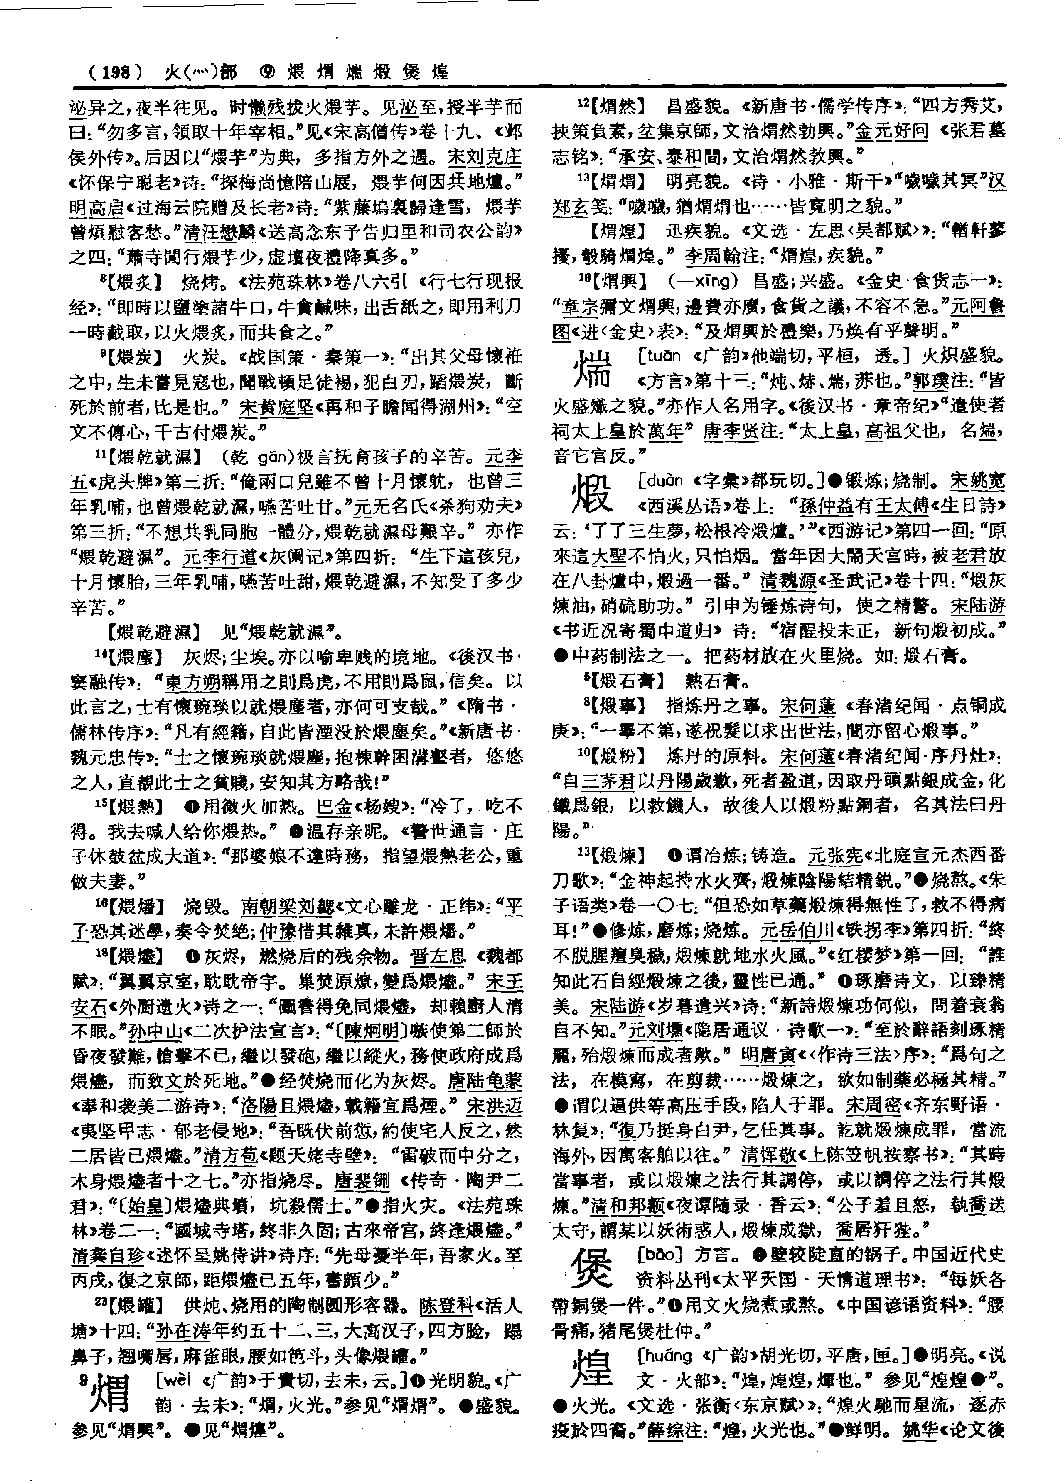 （198） 火(灬)部 ⑨ 煨 煟 煓 煅 煲 煌
泌异之，夜半往见。时懒残拔火煨芋。见泌至，授半芋而
曰：“勿多言，领取十年宰相。”见《宋高僧传》卷十九、《邺
侯外传》。后因以“煨芋”为典，多指方外之遇。宋刘克庄
《怀保宁聪老》诗：“探梅尚憶陪山屐，煨芋何因共地爐。”
明高启《过海云院赠及长老》诗：“紫藤塢裏歸逢雪，煨芋
曾煩慰客愁。”清汪懋麟《送高念东予告归里和司农公韵》
之四：“蕭寺閒行煨芋少，虚壇夜禮降真多。”
⁸【煨炙】 烧烤。《法苑珠林》卷八六引《行七行现报
经》：“即時以鹽塗諸牛口，牛貪鹹味，出舌舐之，即用利刀
一時截取，以火煨炙，而共食之。”
⁹【煨炭】 火炭。《战国策·秦策一》：“出其父母懷衽
之中，生未嘗見寇也，聞戰頓足徒裼，犯白刃，蹈煨炭，斷
死於前者，比是也。” 宋黄庭坚《再和子瞻闻得湖州》：“空
文不傳心，千古付煨炭。”
¹¹【煨乾就濕】（乾 gān）极言抚育孩子的辛苦。元李
五《虎头牌》第三折：“俺兩口兒雖不曾十月懷躭，也曾三
年乳哺，也曾煨乾就濕，嚥苦吐甘。”元无名氏《杀狗劝夫》
第三折：“不想共乳同胞一體分，煨乾就濕母艱辛。” 亦作
“煨乾避濕”。元李行道《灰阑记》第四折：“生下這孩兒，
十月懷胎，三年乳哺，嚥苦吐甜，煨乾避濕，不知受了多少
辛苦。”
【煨乾避濕】 见“煨乾就濕”。
¹⁴【煨塵】 灰烬；尘埃。亦以喻卑贱的境地。《後汉书·
窦融传》：“東方朔稱用之則爲虎，不用則爲鼠，信矣。以
此言之，士有懷琬琰以就煨塵者，亦何可支哉。”《隋书·
儒林传序》：“凡有經籍，自此皆湮没於煨塵矣。”《新唐书·
魏元忠传》：“士之懷琬琰就煨塵，抱棟幹困溝壑者，悠悠
之人，直覩此士之貧賤，安知其方略哉！”
¹⁵【煨熱】 ❶用微火加热。巴金《杨嫂》：“冷了，吃不
得。我去喊人给你煨热。” ❷温存亲昵。《警世通言·庄
子休鼓盆成大道》：“那婆娘不達時務，指望煨熱老公，重
做夫妻。”
¹⁶【煨燔】 烧毁。南朝梁刘勰《文心雕龙·正纬》：“平
子恐其迷學，奏令焚絶；仲豫惜其雜真，未許煨燔。”
¹⁸【煨燼】 ❶灰烬，燃烧后的残余物。晋左思《魏都
赋》：“翼翼京室，眈眈帝宇。巢焚原燎，變爲煨燼。” 宋王
安石《外厨遗火》诗之一：“圖書得免同煨燼，却賴廚人清
不眠。”孙中山《二次护法宣言》：“〔陳炯明〕嗾使第二師於
昏夜發難，槍擊不已，繼以發砲，繼以縱火，務使政府成爲
煨燼，而致文於死地。”❷经焚烧而化为灰烬。唐陆龟蒙
《奉和袭美二游诗》：“洛陽且煨燼，載籍宜爲煙。” 宋洪迈
《夷坚甲志·郁老侵地》：“吾既伏前愆，約使宅人反之，然
二居皆已煨燼。”清方苞《题天姥寺壁》：“雷破而中分之，
木身煨燼者十之七。”亦指烧尽。唐裴铏《传奇·陶尹二
君》：“〔始皇〕煨燼典墳，坑殺儒士。”❸指火灾。《法苑珠
林》卷二一：“國城寺塔，終非久固；古來帝宫，終逢煨燼。”
清龚自珍《述怀呈姚侍讲》诗序：“先母憂半年，吾家火。至
丙戌，復之京師，距煨燼已五年，書頗少。”
²³【煨罐】 供炖、烧用的陶制圆形容器。陈登科《活人
塘》十四：“孙在涛年约五十二、三，大高汉子，四方脸，塌
鼻子，翘嘴唇，麻雀眼，腰如笆斗，头像煨罐。”
⁹煟 [wèi《广韵》于貴切，去未，云。]❶光明貌。《广
韵·去未》：“煟，火光。”参见“煟煟”。 ❷盛貌。
参见“煟興”。❸见“煟煌”。
¹²【煟然】 昌盛貌。《新唐书·儒学传序》：“四方秀艾，
挾策負素，坌集京師，文治煟然勃興。”金元好问《张君墓
志铭》：“承安、泰和間，文治煟然敦興。”
¹³【煟煟】 明亮貌。《诗·小雅·斯干》“噦噦其冥”汉
郑玄笺：“噦噦，猶煟煟也……皆寬明之貌。”
【煟煌】 迅疾貌。《文选·左思〈吴都赋〉》：“輶軒蓼
擾，彀騎煟煌。” 李周翰注：“煟煌，疾貌。”
¹⁶【煟興】（—xīng） 昌盛；兴盛。《金史·食货志一》：
“章宗彌文煟興，邊費亦廣，食貨之議，不容不急。”元阿鲁
图《进〈金史〉表》：“及煟興於禮樂，乃焕有乎聲明。”
煓 [tuān《广韵》他端切，平桓，透。] 火炽盛貌。
《方言》第十三：“炖、烌、煓，赤也。”郭璞注：“皆
火盛熾之貌。”亦作人名用字。《後汉书·章帝纪》“遣使者
祠太上皇於萬年” 唐李贤注：“太上皇，高祖父也，名煓，
音它官反。”
煅 [duàn《字彙》都玩切。]❶锻炼；烧制。宋姚宽
《西溪丛语》卷上：“孫仲益有王太傅《生日詩》
云：‘了了三生夢，松根冷煅爐。’”《西游记》第四一回：“原
來這大聖不怕火，只怕烟。當年因大鬧天宫時，被老君放
在八卦爐中，煅過一番。” 清魏源《圣武记》卷十四：“煅灰
煉油，硝硫助功。” 引申为锤炼诗句，使之精警。宋陆游
《书近况寄蜀中道旧》诗：“宿酲投未正，新句煅初成。”
❷中药制法之一。把药材放在火里烧。如：煅石膏。
⁵【煅石膏】 熟石膏。
⁸【煅事】 指炼丹之事。宋何薳《春渚纪闻·点铜成
庚》：“一舉不第，遂祝髮以求出世法，間亦留心煅事。”
¹⁰【煅粉】 炼丹的原料。宋何薳《春渚纪闻·序丹灶》：
“自三茅君以丹陽歲歉，死者盈道，因取丹頭點銀成金，化
鐵爲銀，以救饑人，故後人以煅粉點銅者，名其法曰丹
陽。”
¹³【煅煉】 ❶谓冶炼；铸造。元张宪《北庭宣元杰西番
刀歌》：“金神起持水火齊，煅煉陰陽結精鋭。”❷烧熬。《朱
子语类》卷一〇七：“但恐如草藥煅煉得無性了，救不得病
耳！”❸修炼，磨炼；烧炼。元岳伯川《铁拐李》第四折：“終
不脱腥羶臭穢，煅煉就地水火風。”《红楼梦》第一回：“誰
知此石自經煅煉之後，靈性已通。” ❹琢磨诗文，以臻精
美。宋陆游《岁暮遣兴》诗：“新詩煅煉功何似，問着衰翁
自不知。”元刘壎《隐居通议·诗歌一》：“至於辭語刻琢精
麗，殆煅煉而成者歟。” 明唐寅《〈作诗三法〉序》：“爲句之
法，在模寫，在剪裁……煅煉之，欲如制藥必極其精。”
❺谓以逼供等高压手段，陷人于罪。宋周密《齐东野语·
林复》：“復乃挺身白尹，乞任其事。訖就煅煉成罪，當流
海外，因寓客舶以往。” 清恽敬《上陈笠帆按察书》：“其時
當事者，或以煅煉之法行其調停，或以調停之法行其煅
煉。”清和邦额《夜谭随录·香云》：“公子羞且怒，執喬送
太守，謂某以妖術惑人，煅煉成獄，喬居犴狴。”
煲 [bāo] 方言。❶壁较陡直的锅子。中国近代史
资料丛刊《太平天国·天情道理书》：“每妖各
帶銅煲一件。”❷用文火烧煮或熬。《中国谚语资料》：“腰
骨痛，猪尾煲杜仲。”
煌 [huáng《广韵》胡光切，平唐，匣。]❶明亮。《说
文·火部》：“煌，煌煌，煇也。” 参见“煌煌❶”。
❷火光。《文选·张衡〈东京赋〉》：“煌火馳而星流，逐赤
疫於四裔。”薛综注：“煌，火光也。”❸鲜明。姚华《论文後